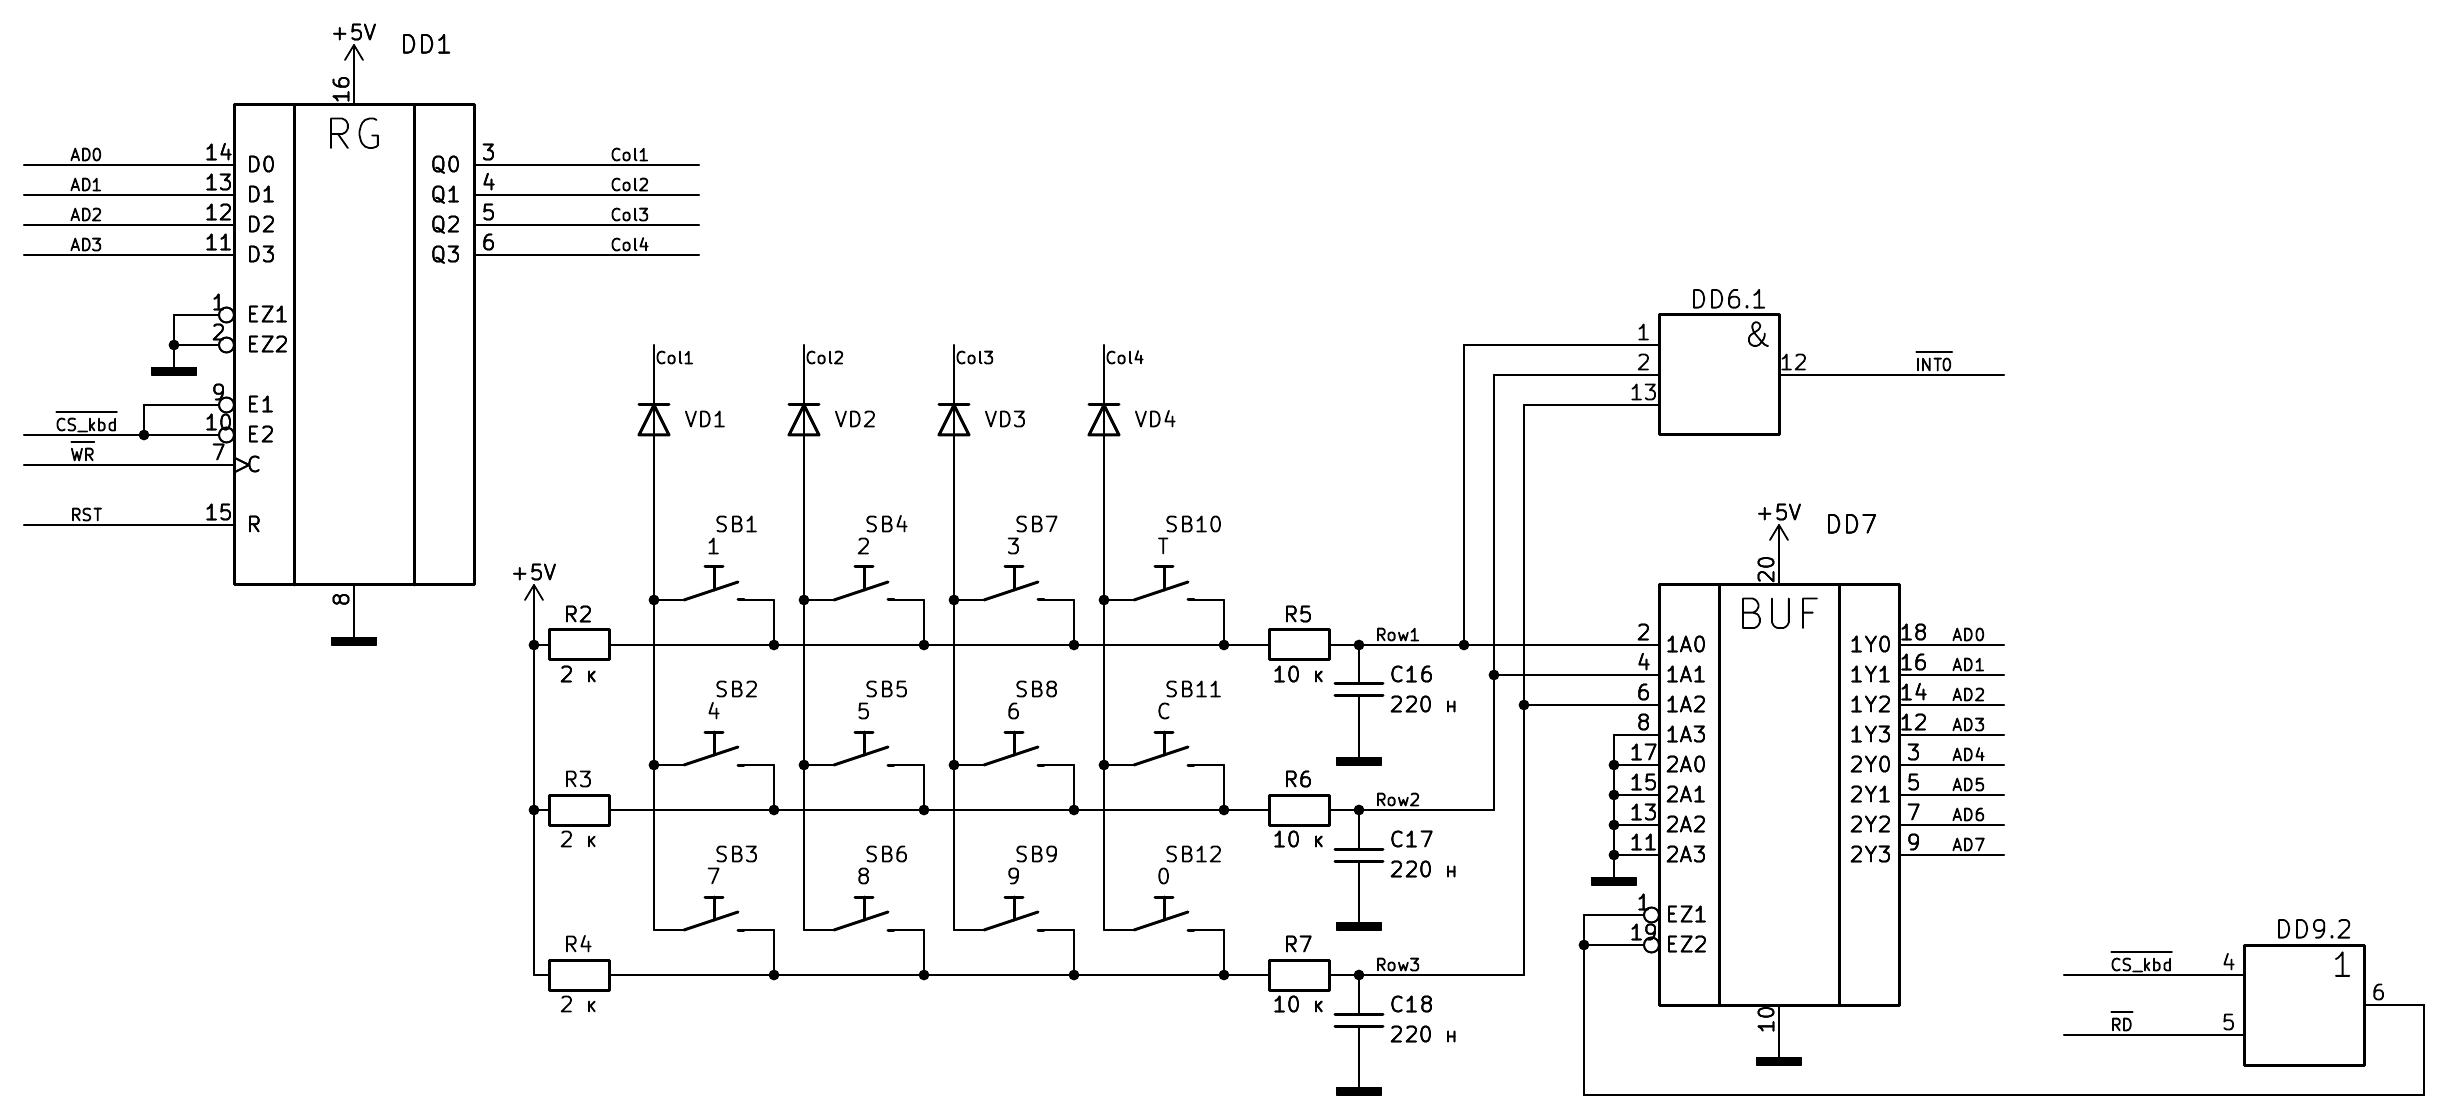 +5V
DD1
16
RG
AD0 14 D0 Q0 3 Col1
AD1 13 D1 Q1 4 Col2
AD2 12 D2 Q2 5 Col3
AD3 11 D3 Q3 6 Col4
1 EZ1
2 EZ2
9 E1
CS_kbd 10 E2
WR 7 C
RST 15 R
8
Col1 Col2 Col3 Col4
VD1 VD2 VD3 VD4
+5V
SB1 SB4 SB7 SB10
1 2 3 T
R2 R5
2 к 10 к
Row1
C16
220 н
SB2 SB5 SB8 SB11
4 5 6 C
R3 R6
2 к 10 к
Row2
C17
220 н
SB3 SB6 SB9 SB12
7 8 9 0
R4 R7
2 к 10 к
Row3
C18
220 н
DD6.1
&
1
2
13
12 INT0
+5V
DD7
20
BUF
2 1A0 1Y0 18 AD0
4 1A1 1Y1 16 AD1
6 1A2 1Y2 14 AD2
8 1A3 1Y3 12 AD3
17 2A0 2Y0 3 AD4
15 2A1 2Y1 5 AD5
13 2A2 2Y2 7 AD6
11 2A3 2Y3 9 AD7
1 EZ1
19 EZ2
10
DD9.2
1
CS_kbd 4
6
RD 5